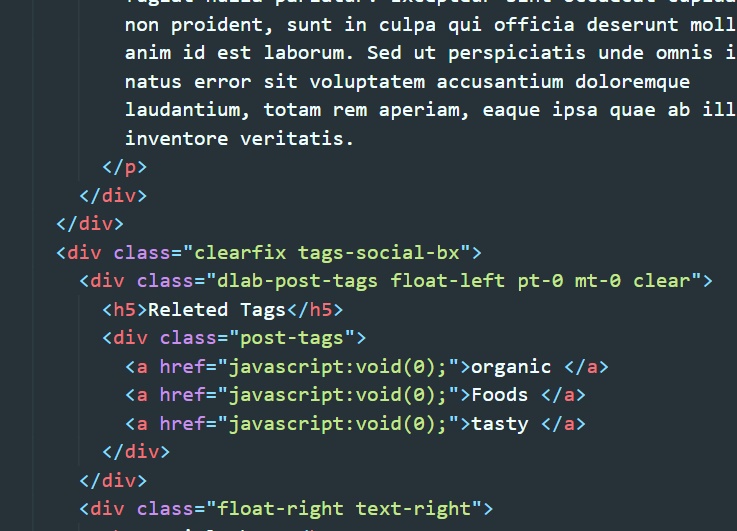 non proident, sunt in culpa qui officia deserunt moll
anim id est laborum. Sed ut perspiciatis unde omnis i
natus error sit voluptatem accusantium doloremque
laudantium, totam rem aperiam, eaque ipsa quae ab ill
inventore veritatis.
</p>
</div>
</div>
<div class="clearfix tags-social-bx">
<div class="dlab-post-tags float-left pt-0 mt-0 clear">
<h5>Releted Tags</h5>
<div class="post-tags">
<a href="javascript:void(0);">organic </a>
<a href="javascript:void(0);">Foods </a>
<a href="javascript:void(0);">tasty </a>
</div>
</div>
<div class="float-right text-right">